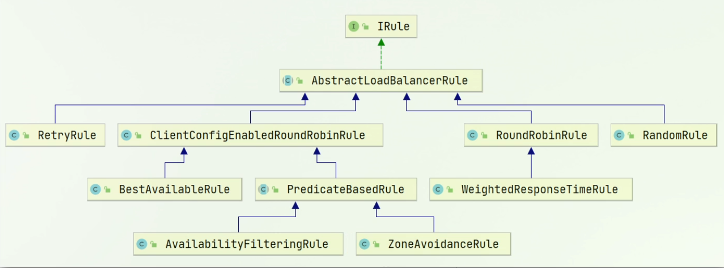 IRule
AbstractLoadBalancerRule
RetryRule
ClientConfigEnabledRoundRobinRule
RoundRobinRule
RandomRule
BestAvailableRule
PredicateBasedRule
WeightedResponseTimeRule
AvailabilityFilteringRule
ZoneAvoidanceRule